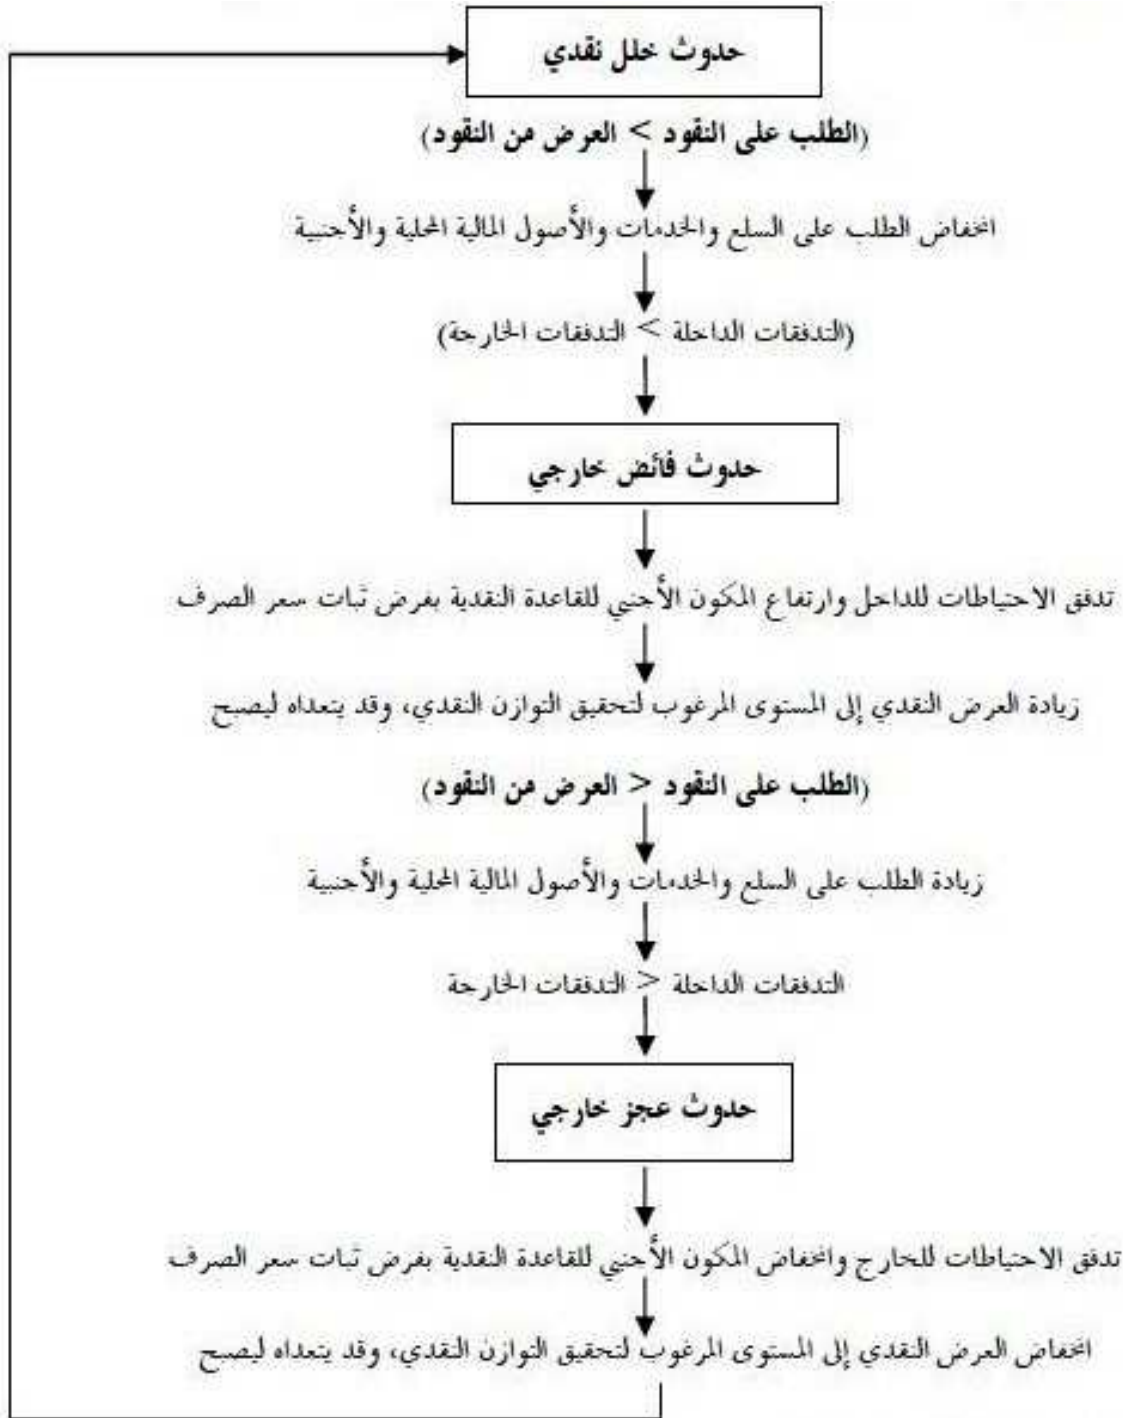 حدوث خلل نقدي
(الطلب على النقود > العرض من النقود)
انخفاض الطلب على السلع والخدمات والأصول المالية المحلية والأجنبية
(التدفقات الداخلة > التدفقات الخارجة)
حدوث فائض خارجي
تدفق الاحتياطات للداخل وارتفاع المكون الأجنبي للقاعدة النقدية بفرض ثبات سعر الصرف
زيادة العرض النقدي إلى المستوى المرغوب لتحقيق التوازن النقدي، وقد يتعداه ليصبح
(الطلب على النقود < العرض من النقود)
زيادة الطلب على السلع والخدمات والأصول المالية المحلية والأجنبية
التدفقات الداخلة < التدفقات الخارجة
حدوث عجز خارجي
تدفق الاحتياطات للخارج وانخفاض المكون الأجنبي للقاعدة النقدية بفرض ثبات سعر الصرف
انخفاض العرض النقدي إلى المستوى المرغوب لتحقيق التوازن النقدي، وقد يتعداه ليصبح